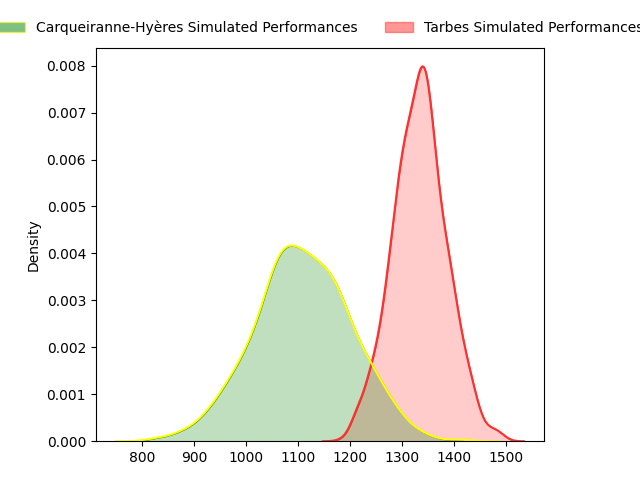 Carqueiranne-Hyères Simulated Performances
Tarbes Simulated Performances
0.008
0.007
0.006
0.005
0.004
0.003
0.002
0.001
0.000
Density
800 900 1000 1100 1200 1300 1400 1500